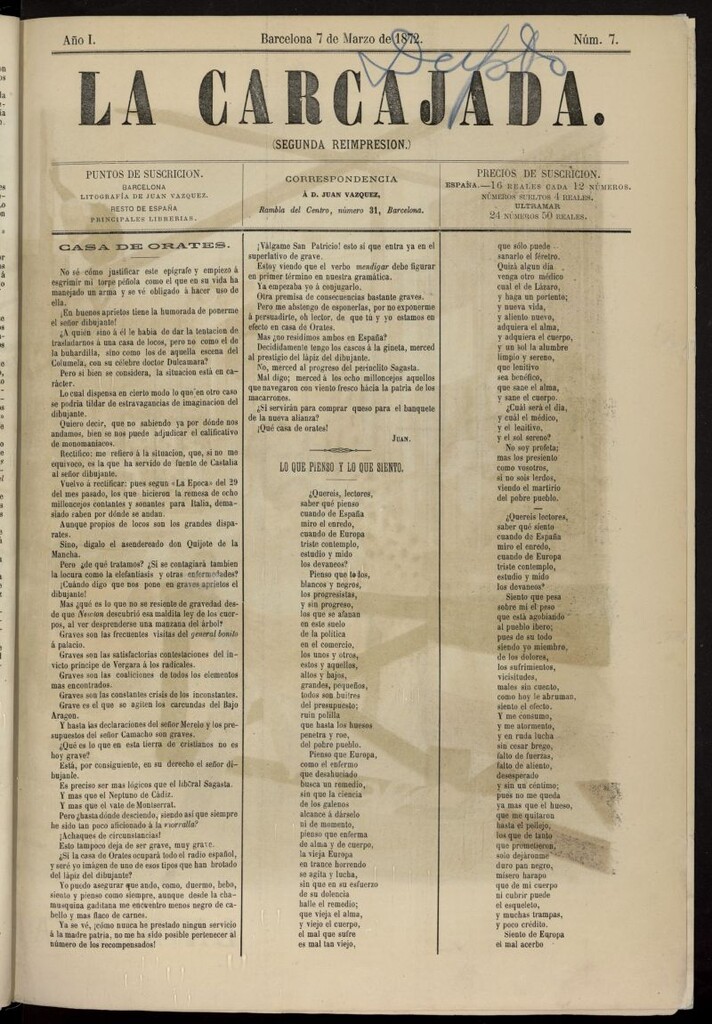 Año I.
Barcelona 7 de Marzo de 1872.
Núm. 7.
LA CARCAJADA.
(SEGUNDA REIMPRESION.)
PUNTOS DE SUSCRICION.
BARCELONA
LITOGRAFÍA DE JUAN VAZQUEZ.
RESTO DE ESPAÑA
PRINCIPALES LIBRERIAS.
CORRESPONDENCIA
Á D. JUAN VAZQUEZ,
Rambla del Centro, número 31, Barcelona.
PRECIOS DE SUSCRICION.
ESPAÑA.—16 REALES CADA 12 NÚMEROS.
NÚMEROS SUELTOS 4 REALES.
ULTRAMAR
24 NÚMEROS 50 REALES.
CASA DE ORATES.
No sé cómo justificar este epígrafe y empiezo á
esgrimir mi torpe péñola como el que en su vida ha
manejado un arma y se vé obligado á hacer uso de
ella.
¡En buenos aprietos tiene la humorada de ponerme
el señor dibujante!
¿A quién sino á él le habia de dar la tentacion de
trasladarnos á una casa de locos, pero no como el de
la buhardilla, sino como los de aquella escena del
Columela, con su célebre doctor Dulcamara?
Pero si bien se considera, la situacion está en ca-
rácter.
Lo cual dispensa en cierto modo lo que en otro caso
se podria tildar de estravagancias de imaginacion del
dibujante.
Quiero decir, que no sabiendo ya por dónde nos
andamos, bien se nos puede adjudicar el calificativo
de monomaniacos.
Rectifico: me refiero à la situacion, que, si no me
equivoco, es la que ha servido de fuente de Castalia
al señor dibujante.
Vuelvo à rectificar: pues segun «La Epoca» del 29
del mes pasado, los que hicieron la remesa de ocho
milloncejos contantes y sonantes para Italia, dema-
siado saben por dónde se andan.
Aunque propios de locos son los grandes dispa-
rates.
Sino, dígalo el asendereado don Quijote de la
Mancha.
Pero ¿de qué tratamos? ¿Si se contagiará tambien
la locura como la elefantiasis y otras enfermedades?
¡Cuándo digo que nos pone en graves aprietos el
dibujante!
Mas ¿qué es lo que no se resiente de gravedad des-
de que Newton descubrió esa maldita ley de los cuer-
pos, al ver desprenderse una manzana del árbol?
Graves son las frecuentes visitas del general bonito
á palacio.
Graves son las satisfactorias contestaciones del in-
victo príncipe de Vergara á los radicales.
Graves son las coaliciones de todos los elementos
mas encontrados.
Graves son las constantes crisis de los inconstantes.
Grave es el que se agiten los carcundas del Bajo
Aragon.
Y hasta las declaraciones del señor Merelo y los pre-
supuestos del señor Camacho son graves.
¿Qué es lo que en esta tierra de cristianos no es
hoy grave?
Está, por consiguiente, en su derecho el señor di-
bujante.
Es preciso ser mas lógicos que el liberal Sagasta.
Y mas que el Neptuno de Cádiz.
Y mas que el vate de Montserrat.
Pero ¿hasta dónde desciendo, siendo así que siempre
he sido tan poco aficionado á la morralla?
¡Achaques de circunstancias!
Esto tampoco deja de ser grave, muy grave.
¿Si la casa de Orates ocupará todo el radio español,
y seré yo imágen de uno de esos tipos que han brotado
del lápiz del dibujante?
Yo puedo asegurar que ando, como, duermo, bebo,
siento y pienso como siempre, aunque desde la cha-
musquina gaditana me encuentro menos negro de ca-
bello y mas flaco de carnes.
Ya se vé, ¡cómo nunca he prestado ningun servicio
á la madre patria, no me ha sido posible pertenecer al
número de los recompensados!
¡Válgame San Patricio! esto sí que entra ya en el
superlativo de grave.
Estoy viendo que el verbo mendigar debe figurar
en primer término en nuestra gramática.
Ya empezaba yo á conjugarlo.
Otra premisa de consecuencias bastante graves.
Pero me abstengo de esponerlas, por no exponerme
á persuadirte, oh lector, de que tú y yo estamos en
efecto en casa de Orates.
Mas ¿no residimos ambos en España?
Decididamente tengo los cascos á la gineta, merced
al prestigio del lápiz del dibujante.
No, merced al progreso del períinclito Sagasta.
Mal digo; merced á los ocho milloncejos aquellos
que navegaron con viento fresco hácia la patria de los
macarrones.
¿Si servirán para comprar queso para el banquete
de la nueva alianza?
¡Qué casa de orates!
JUAN.
LO QUE PIENSO Y LO QUE SIENTO.
¿Quereis, lectores,
saber qué pienso
cuando de España
miro el enredo,
cuando de Europa
triste contemplo,
estudio y mido
los devaneos?
Pienso que todos,
blancos y negros,
los progresistas,
y sin progreso,
los que se afanan
en este suelo
de la política
en el comercio,
los unos y otros,
estos y aquellos,
altos y bajos,
grandes, pequeños,
todos son buitres
del presupuesto;
ruin polilla
que hasta los huesos
penetra y roe,
del pobre pueblo.
Pienso que Europa,
como el enfermo
que desahuciado
busca un remedio,
sin que la ciencia
de los galenos
alcance á dárselo
ni de momento,
pienso que enferma
de alma y de cuerpo,
la vieja Europa
en trance horrendo
se agita y lucha,
sin que en su esfuerzo
de su dolencia
halle el remedio;
que vieja el alma,
y viejo el cuerpo,
el mal que sufre
es mal tan viejo,
que sólo puede
sanarlo el féretro.
Quizá algun dia
venga otro médico
cual el de Lázaro,
y haga un portento;
y nueva vida,
y aliento nuevo,
adquiera el alma,
y adquiera el cuerpo,
y un sol la alumbre
limpio y sereno,
que lenitivo
sea benéfico,
que sane el alma,
y sane el cuerpo.
¿Cuál será el dia,
y cuál el médico,
y el lenitivo,
y el sol sereno?
No soy profeta;
mas los presiento
como vosotros,
si no sois lerdos,
viendo el martirio
del pobre pueblo.
—
¿Quereis lectores,
saber qué siento
cuando de España
miro el enredo,
cuando de Europa
triste contemplo,
estudio y mido
los devaneos?
Siento que pesa
sobre mí el peso
que está agobiando
al pueblo ibero;
pues de su todo
siendo yo miembro,
de los dolores,
los sufrimientos,
vicisitudes,
males sin cuento,
como hoy le abruman,
siento el efecto.
Y me consumo,
y me atormento,
y en ruda lucha
sin cesar brego,
falto de fuerzas,
falto de aliento,
desesperado
y sin un céntimo;
pues no me queda
ya mas que el hueso,
que me quitaron
hasta el pellejo,
los que de tanto
que prometieron,
solo dejáronme
duro pan negro,
misero harapo
que de mi cuerpo
ni cubrir puede
el esqueleto,
y muchas trampas,
y poco crédito.
Siento de Europa
el mal acerbo